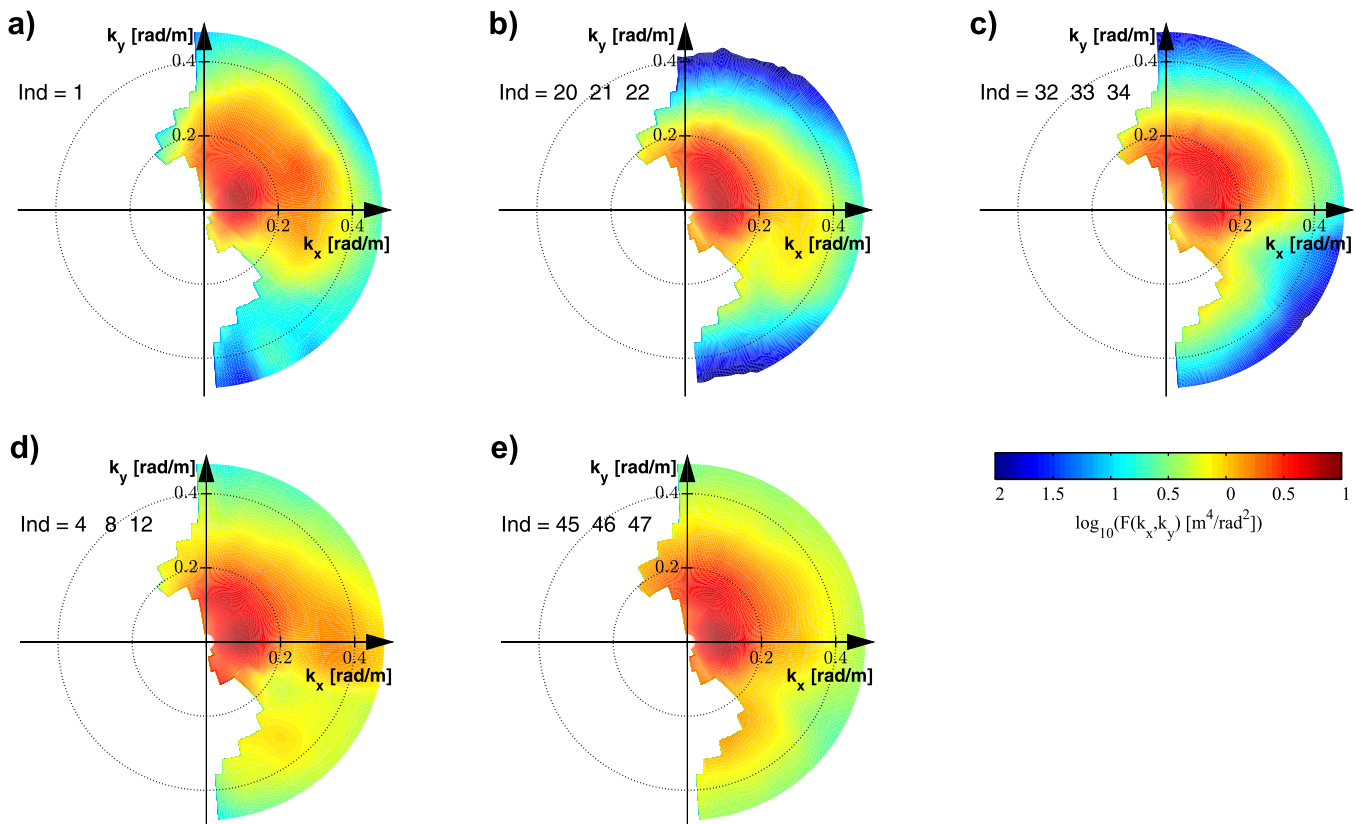 a)
k_y [rad/m]
0.4
Ind = 1
0.2
0.2 0.4
k_x [rad/m]
b)
k_y [rad/m]
0.4
Ind = 20 21 22
0.2
0.2 0.4
k_x [rad/m]
c)
k_y [rad/m]
0.4
Ind = 32 33 34
0.2
0.2 0.4
k_x [rad/m]
d)
k_y [rad/m]
0.4
Ind = 4 8 12
0.2
0.2 0.4
k_x [rad/m]
e)
k_y [rad/m]
0.4
Ind = 45 46 47
0.2
0.2 0.4
k_x [rad/m]
2 1.5 1 0.5 0 0.5 1
log_10(F(k_x,k_y) [m^4/rad^2])